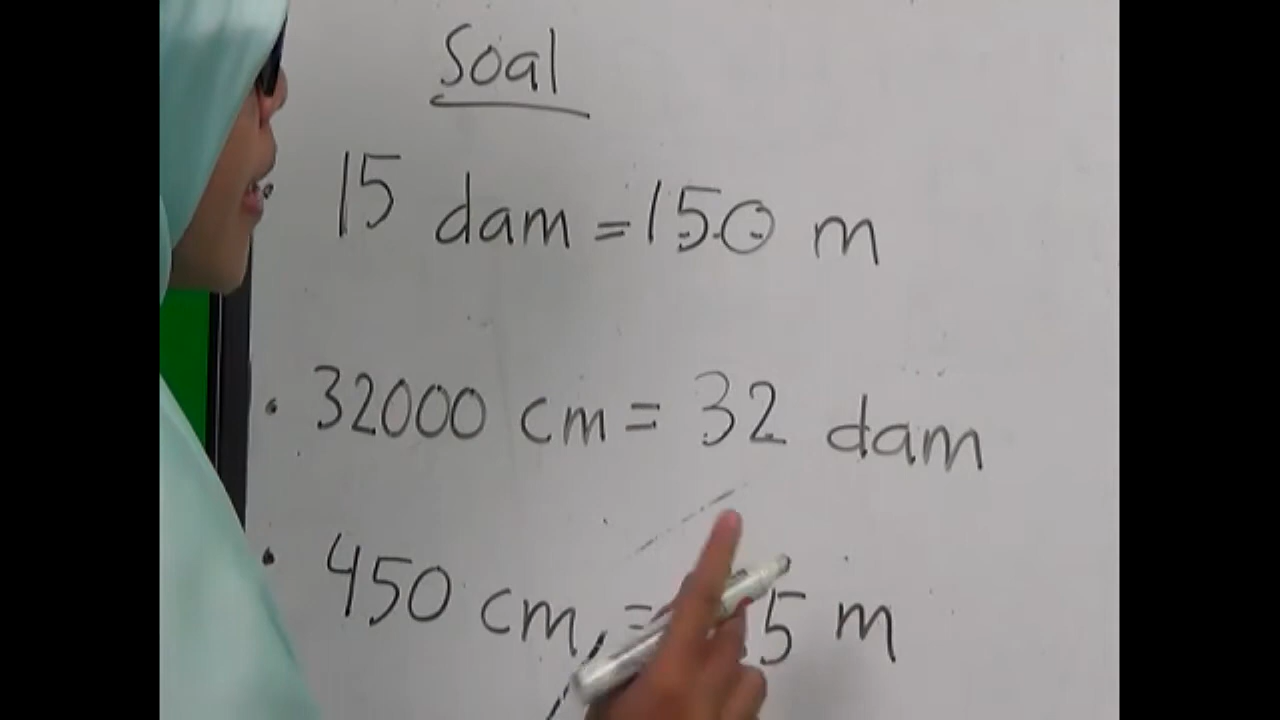 Soal
15 dam = 150 m
• 32000 cm = 32 dam
• 450 cm = 5 m